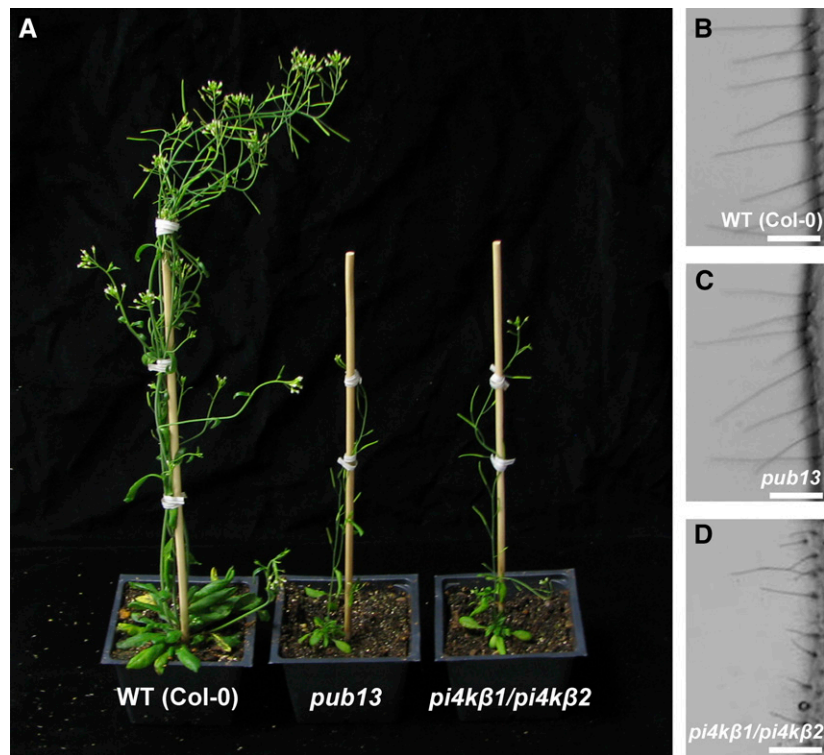 A
WT (Col-0)
pub13
pi4kβ1/pi4kβ2
B
WT (Col-0)
C
pub13
D
pi4kβ1/pi4kβ2